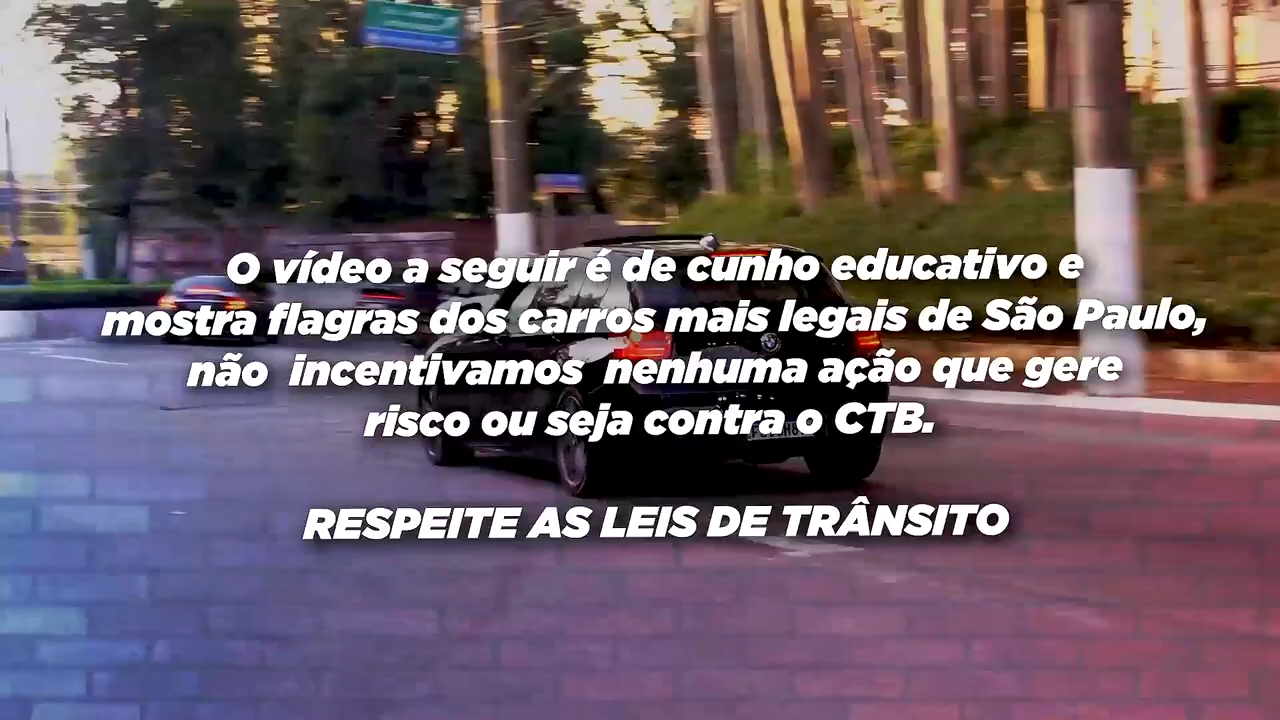 O vídeo a seguir é de cunho educativo e
mostra flagras dos carros mais legais de São Paulo,
não incentivamos nenhuma ação que gere
risco ou seja contra o CTB.
RESPEITE AS LEIS DE TRÂNSITO